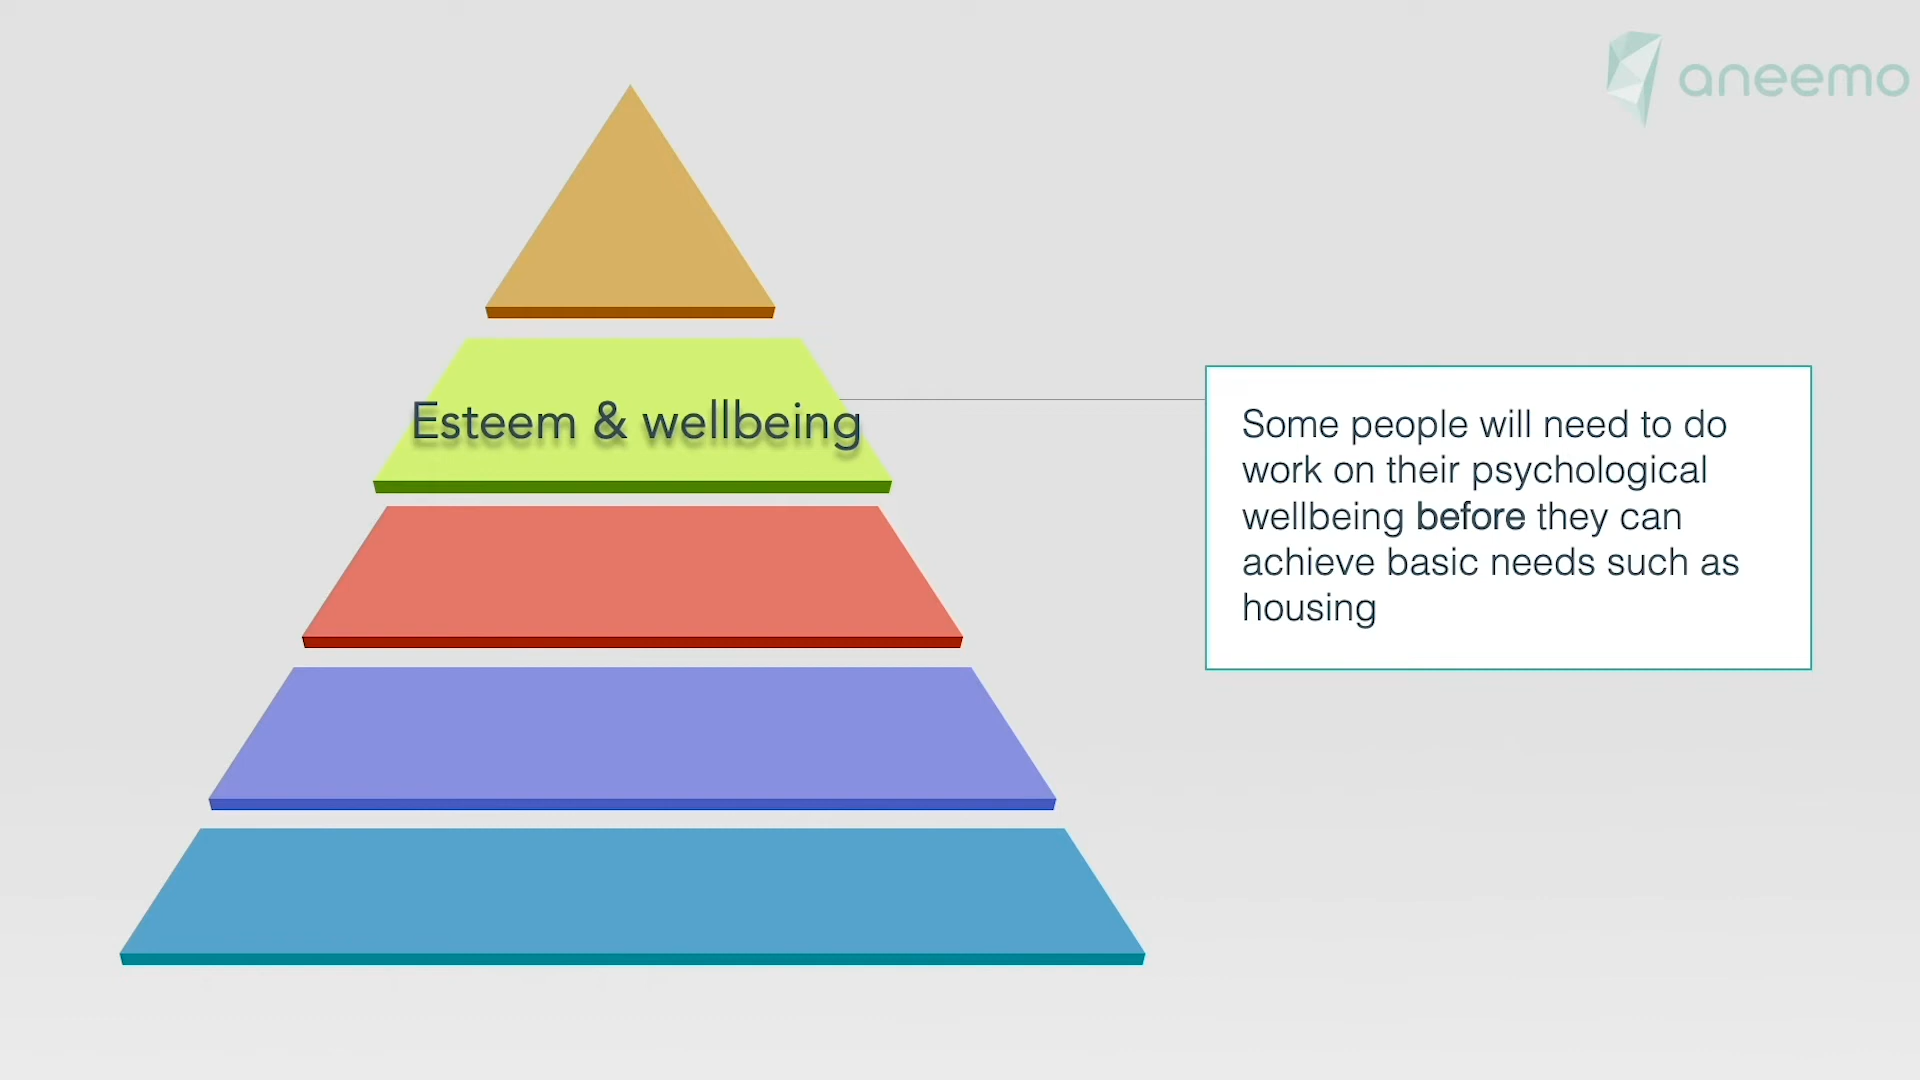 aneemo
Esteem & wellbeing
Some people will need to do
work on their psychological
wellbeing before they can
achieve basic needs such as
housing